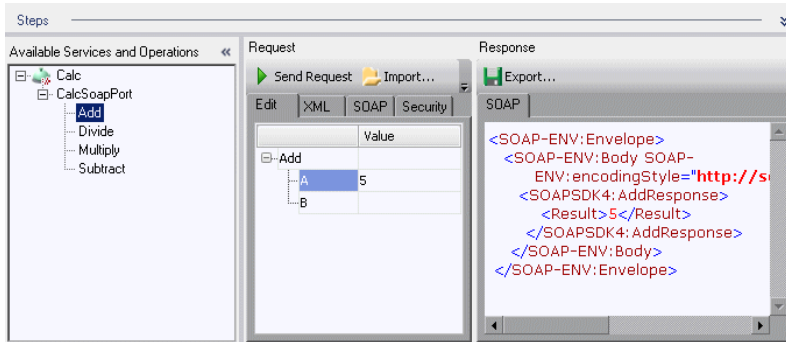 Steps
Available Services and Operations «
Calc
CalcSoapPort
Add
Divide
Multiply
Subtract
Request
Send Request Import...
Edit XML SOAP Security
Value
Add
A 5
B
Response
Export...
SOAP
<SOAP-ENV:Envelope>
<SOAP-ENV:Body SOAP-
ENV:encodingStyle="http://s
<SOAPSDK4:AddResponse>
<Result>5</Result>
</SOAPSDK4:AddResponse>
</SOAP-ENV:Body>
</SOAP-ENV:Envelope>